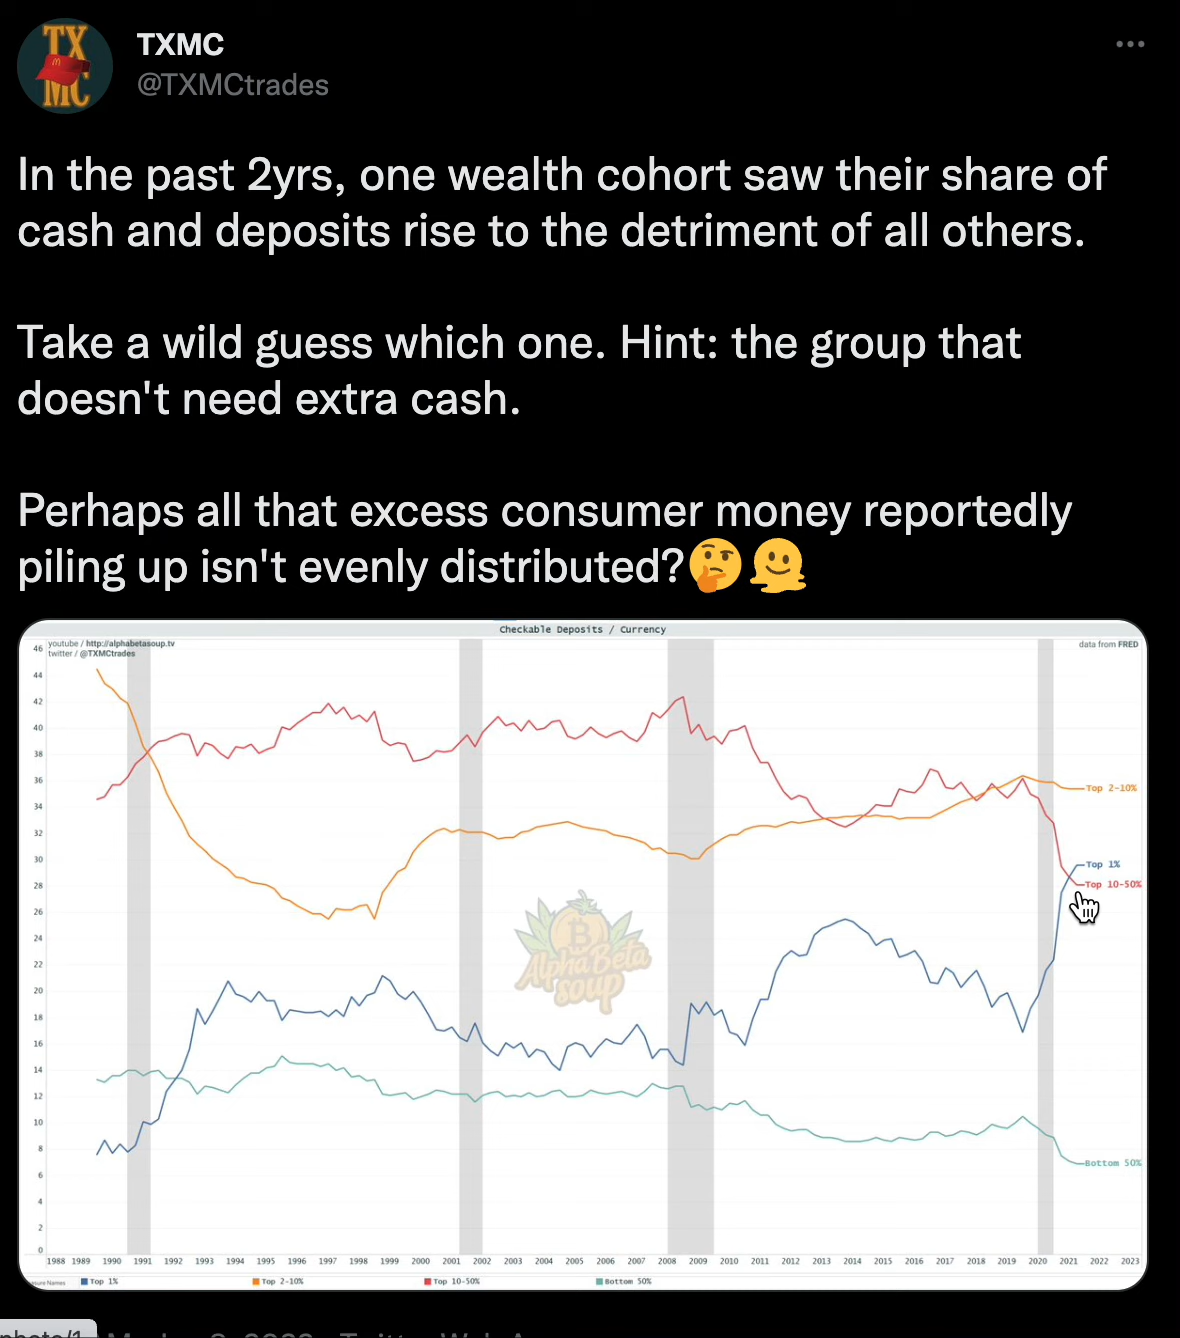 TX
MC
TXMC
@TXMCtrades
In the past 2yrs, one wealth cohort saw their share of
cash and deposits rise to the detriment of all others.
Take a wild guess which one. Hint: the group that
doesn't need extra cash.
Perhaps all that excess consumer money reportedly
piling up isn't evenly distributed?🤔🫠
Checkable Deposits / Currency
youtube / http://alphabetasoup.tv
twitter / @TXMCtrades
data from FRED
46
44
42
40
38
36
34
32
30
28
26
24
22
20
18
16
14
12
10
8
6
4
2
0
Top 2-10%
Top 1%
Top 10-50%
Bottom 50%
AlphaBeta
soup
1988 1989 1990 1991 1992 1993 1994 1995 1996 1997 1998 1999 2000 2001 2002 2003 2004 2005 2006 2007 2008 2009 2010 2011 2012 2013 2014 2015 2016 2017 2018 2019 2020 2021 2022 2023
Names Top 1% Top 2-10% Top 10-50% Bottom 50%